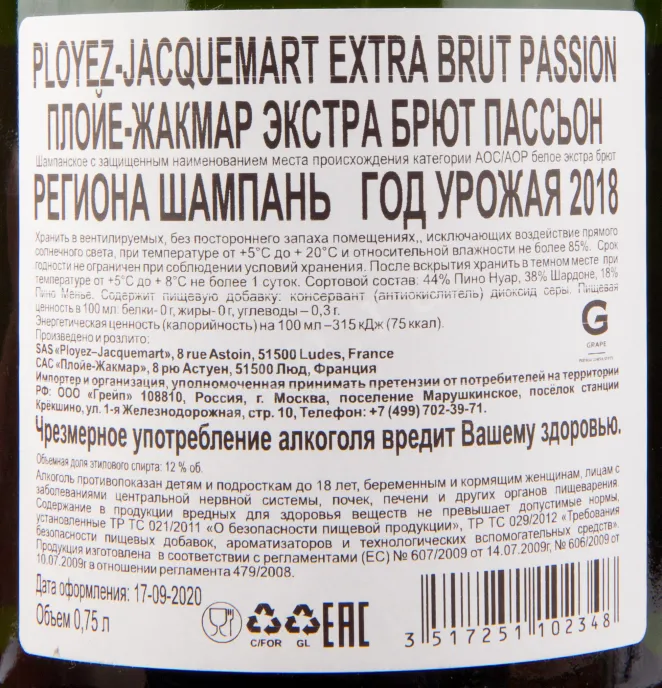 PLOYEZ-JACQUEMART EXTRA BRUT PASSION
ПЛОЙЕ-ЖАКМАР ЭКСТРА БРЮТ ПАССЬОН
Шампанское с защищенным наименованием места происхождения категории AOC/AOP белое экстра брют
РЕГИОНА ШАМПАНЬ ГОД УРОЖАЯ 2018
Хранить в вентипируемых, без постороннего запаха помещениях,, исключающих воздействие прямого
солнечного света, при температуре от +5°С до + 20°С и относительной влажности не более 85%. Срок
годности не ограничен при соблюдении условий хранения. После вскрытия хранить в темном месте при
температуре от +5°С до + 8°С не более 1 суток. Сортовой состав: 44% Пино Нуар, 38% Шардоне, 18%
Пино Менье. Содержит пищевую добавку: консервант (антиокислитель) диоксид серы. Пищевая
ценность в 100 мл: белки- 0 г, жиры- 0 г, углеводы – 0,3 г.
Энергетическая ценность (калорийность) на 100 мл –315 кДж (75 ккал).
Произведено и розлито:
SAS «Ployez–Jacquemart», 8 rue Astoin, 51500 Ludes, France
САС «Плойе-Жакмар», 8 рю Астуен, 51500 Люд, Франция
G
GRAPE
Импортер и организация, уполномоченная принимать претензии от потребителей на территории
РФ: ООО «Грейп» 108810, Россия, г. Москва, поселение Марушкинское, посёлок станции
Крёкшино, ул. 1-я Железнодорожная, стр. 10, Телефон: +7 (499) 702-39-71.
Чрезмерное употребление алкоголя вредит Вашему здоровью.
Объемная доля этилового спирта: 12 % об.
Алкоголь противопоказан детям и подросткам до 18 лет, беременным и кормящим женщинам, лицам с
заболеваниями центральной нервной системы, почек, печени и других органов пищеварения.
Содержание в продукции вредных для здоровья веществ не превышает допустимые нормы,
установленные ТР ТС 021/2011 «О безопасности пищевой продукции», ТР ТС 029/2012 «Требования
безопасности пищевых добавок, ароматизаторов и технологических вспомогательных средств».
Продукция изготовлена в соответствии с регламентами (ЕС) № 607/2009 от 14.07.2009г, № 606/2009 от
10.07.2009г в отношении регламента 479/2008.
Дата оформления: 17-09-2020
Объем 0,75 л
C/FOR GL
EAC
3 517251 102348